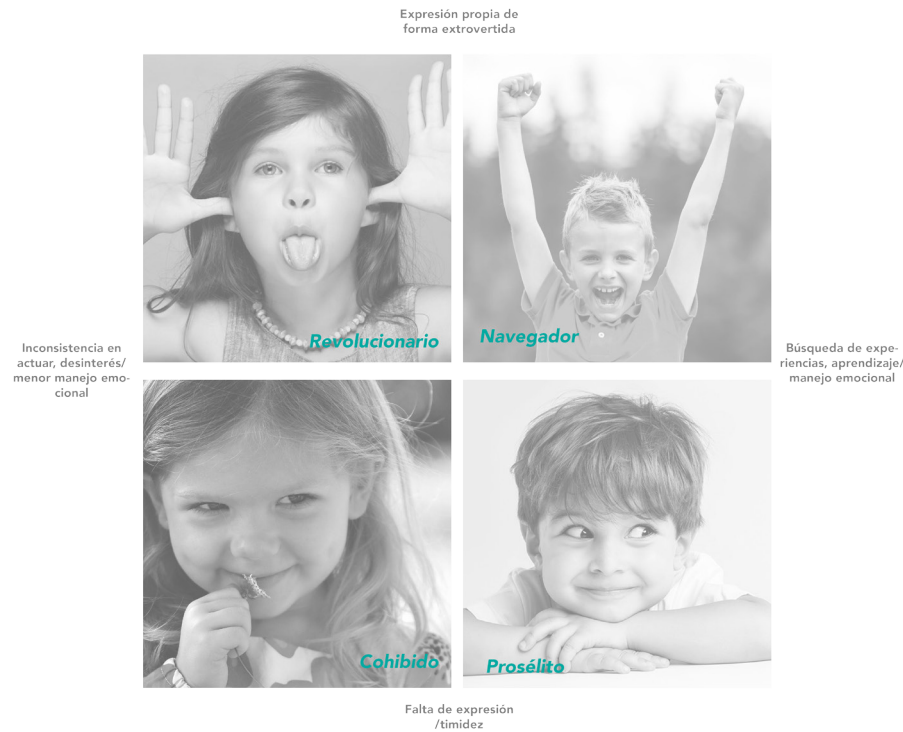 Expresión propia de
forma extrovertida
Revolucionario
Navegador
Inconsistencia en
actuar, desinterés/
menor manejo emo-
cional
Búsqueda de expe-
riencias, aprendizaje/
manejo emocional
Cohibido
Prosélito
Falta de expresión
/timidez